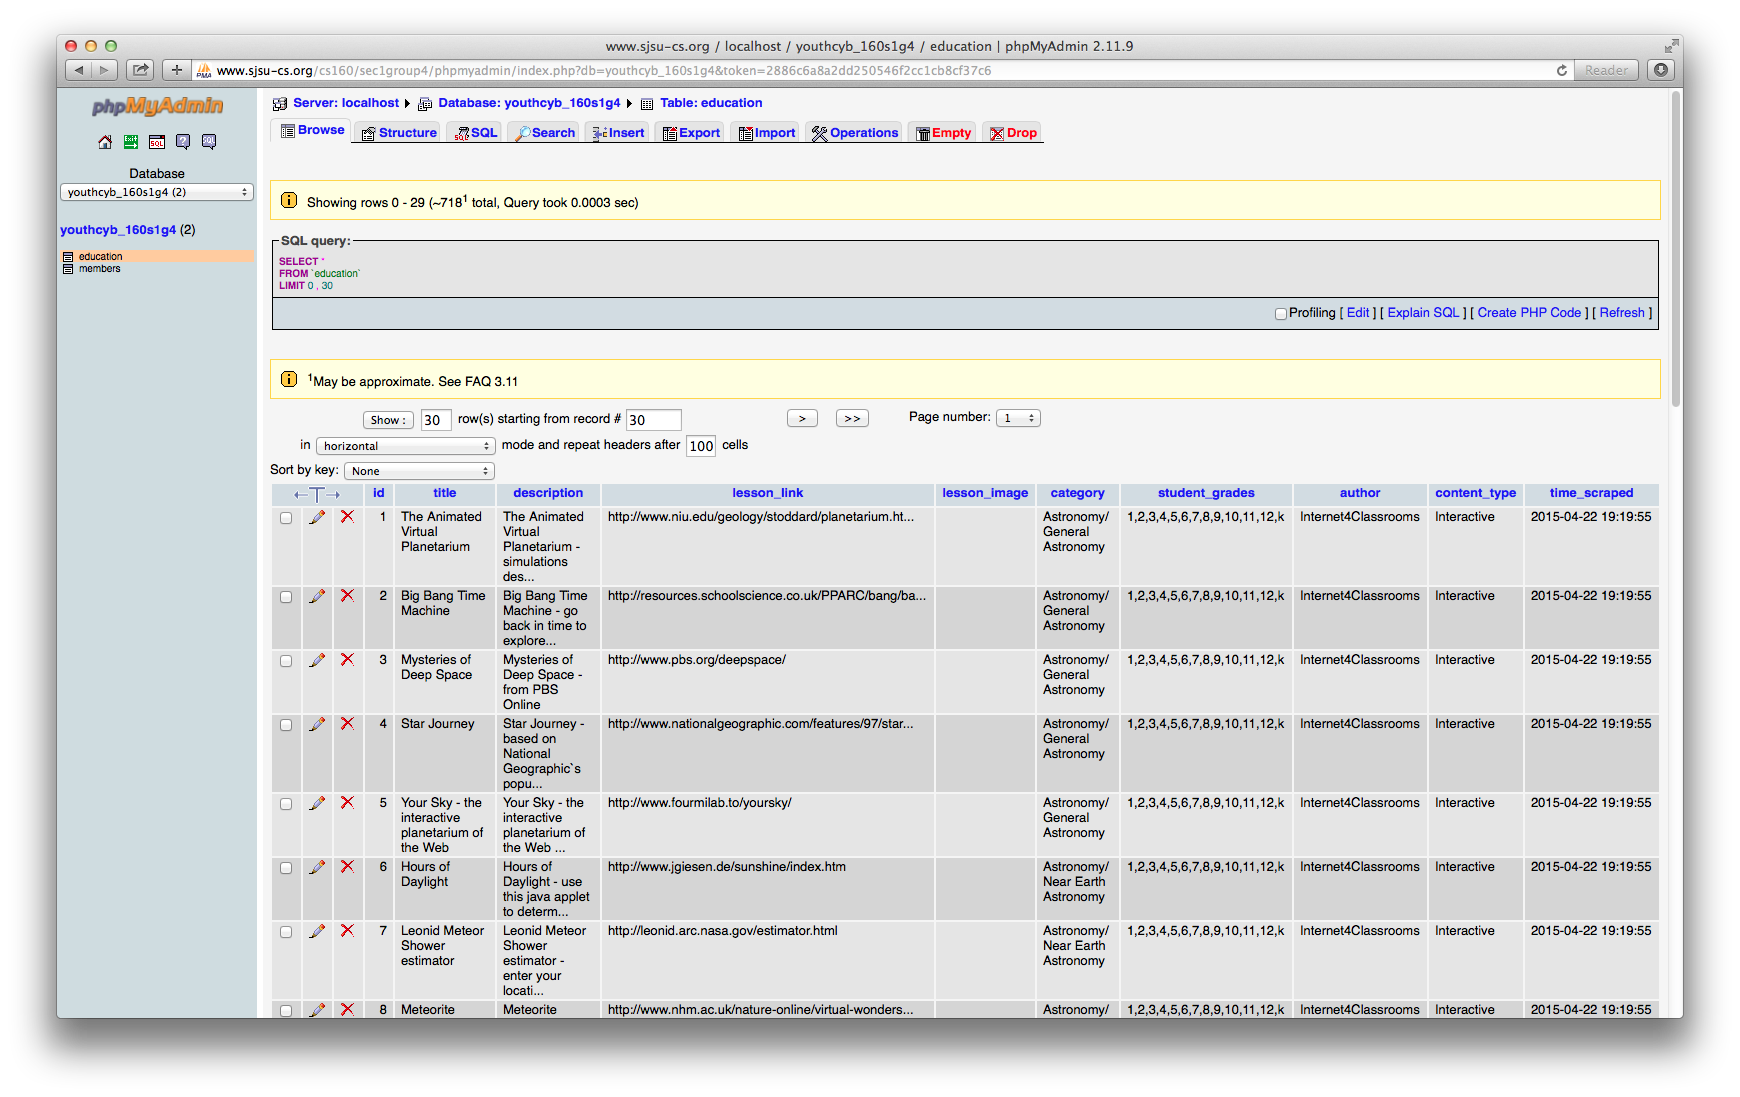 www.sjsu-cs.org / localhost / youthcyb_160s1g4 / education | phpMyAdmin 2.11.9
www.sjsu-cs.org/cs160/sec1group4/phpmyadmin/index.php?db=youthcyb_160s1g4&token=2886c6a8a2dd250546f2cc1cb8cf37c6
Reader
phpMyAdmin
Database
youthcyb_160s1g4 (2)
youthcyb_160s1g4 (2)
education
members
Server: localhost Database: youthcyb_160s1g4 Table: education
Browse Structure SQL Search Insert Export Import Operations Empty Drop
Showing rows 0 - 29 (~718¹ total, Query took 0.0003 sec)
SQL query:
SELECT *
FROM `education`
LIMIT 0 , 30
Profiling [ Edit ] [ Explain SQL ] [ Create PHP Code ] [ Refresh ]
¹May be approximate. See FAQ 3.11
Show : 30 row(s) starting from record # 30 > >> Page number: 1
in horizontal mode and repeat headers after 100 cells
Sort by key: None
←T→ id title description lesson_link lesson_image category student_grades author content_type time_scraped
1 The Animated The Animated http://www.niu.edu/geology/stoddard/planetarium.ht... Astronomy/ 1,2,3,4,5,6,7,8,9,10,11,12,k Internet4Classrooms Interactive 2015-04-22 19:19:55
Virtual Virtual General
Planetarium Planetarium - Astronomy
simulations
des...
2 Big Bang Time Big Bang Time http://resources.schoolscience.co.uk/PPARC/bang/ba... Astronomy/ 1,2,3,4,5,6,7,8,9,10,11,12,k Internet4Classrooms Interactive 2015-04-22 19:19:55
Machine Machine - go General
back in time to Astronomy
explore...
3 Mysteries of Mysteries of http://www.pbs.org/deepspace/ Astronomy/ 1,2,3,4,5,6,7,8,9,10,11,12,k Internet4Classrooms Interactive 2015-04-22 19:19:55
Deep Space Deep Space - General
from PBS Astronomy
Online
4 Star Journey Star Journey - http://www.nationalgeographic.com/features/97/star... Astronomy/ 1,2,3,4,5,6,7,8,9,10,11,12,k Internet4Classrooms Interactive 2015-04-22 19:19:55
based on General
National Astronomy
Geographic`s
popu...
5 Your Sky - the Your Sky - the http://www.fourmilab.to/yoursky/ Astronomy/ 1,2,3,4,5,6,7,8,9,10,11,12,k Internet4Classrooms Interactive 2015-04-22 19:19:55
interactive interactive General
planetarium of planetarium of Astronomy
the Web the Web ...
6 Hours of Hours of http://www.jgiesen.de/sunshine/index.htm Astronomy/ 1,2,3,4,5,6,7,8,9,10,11,12,k Internet4Classrooms Interactive 2015-04-22 19:19:55
Daylight Daylight - use Near Earth
this java applet Astronomy
to determ...
7 Leonid Meteor Leonid Meteor http://leonid.arc.nasa.gov/estimator.html Astronomy/ 1,2,3,4,5,6,7,8,9,10,11,12,k Internet4Classrooms Interactive 2015-04-22 19:19:55
Shower Shower Near Earth
estimator estimator - Astronomy
enter your
locati...
8 Meteorite Meteorite http://www.nhm.ac.uk/nature-online/virtual-wonders... Astronomy/ 1,2,3,4,5,6,7,8,9,10,11,12,k Internet4Classrooms Interactive 2015-04-22 19:19:55